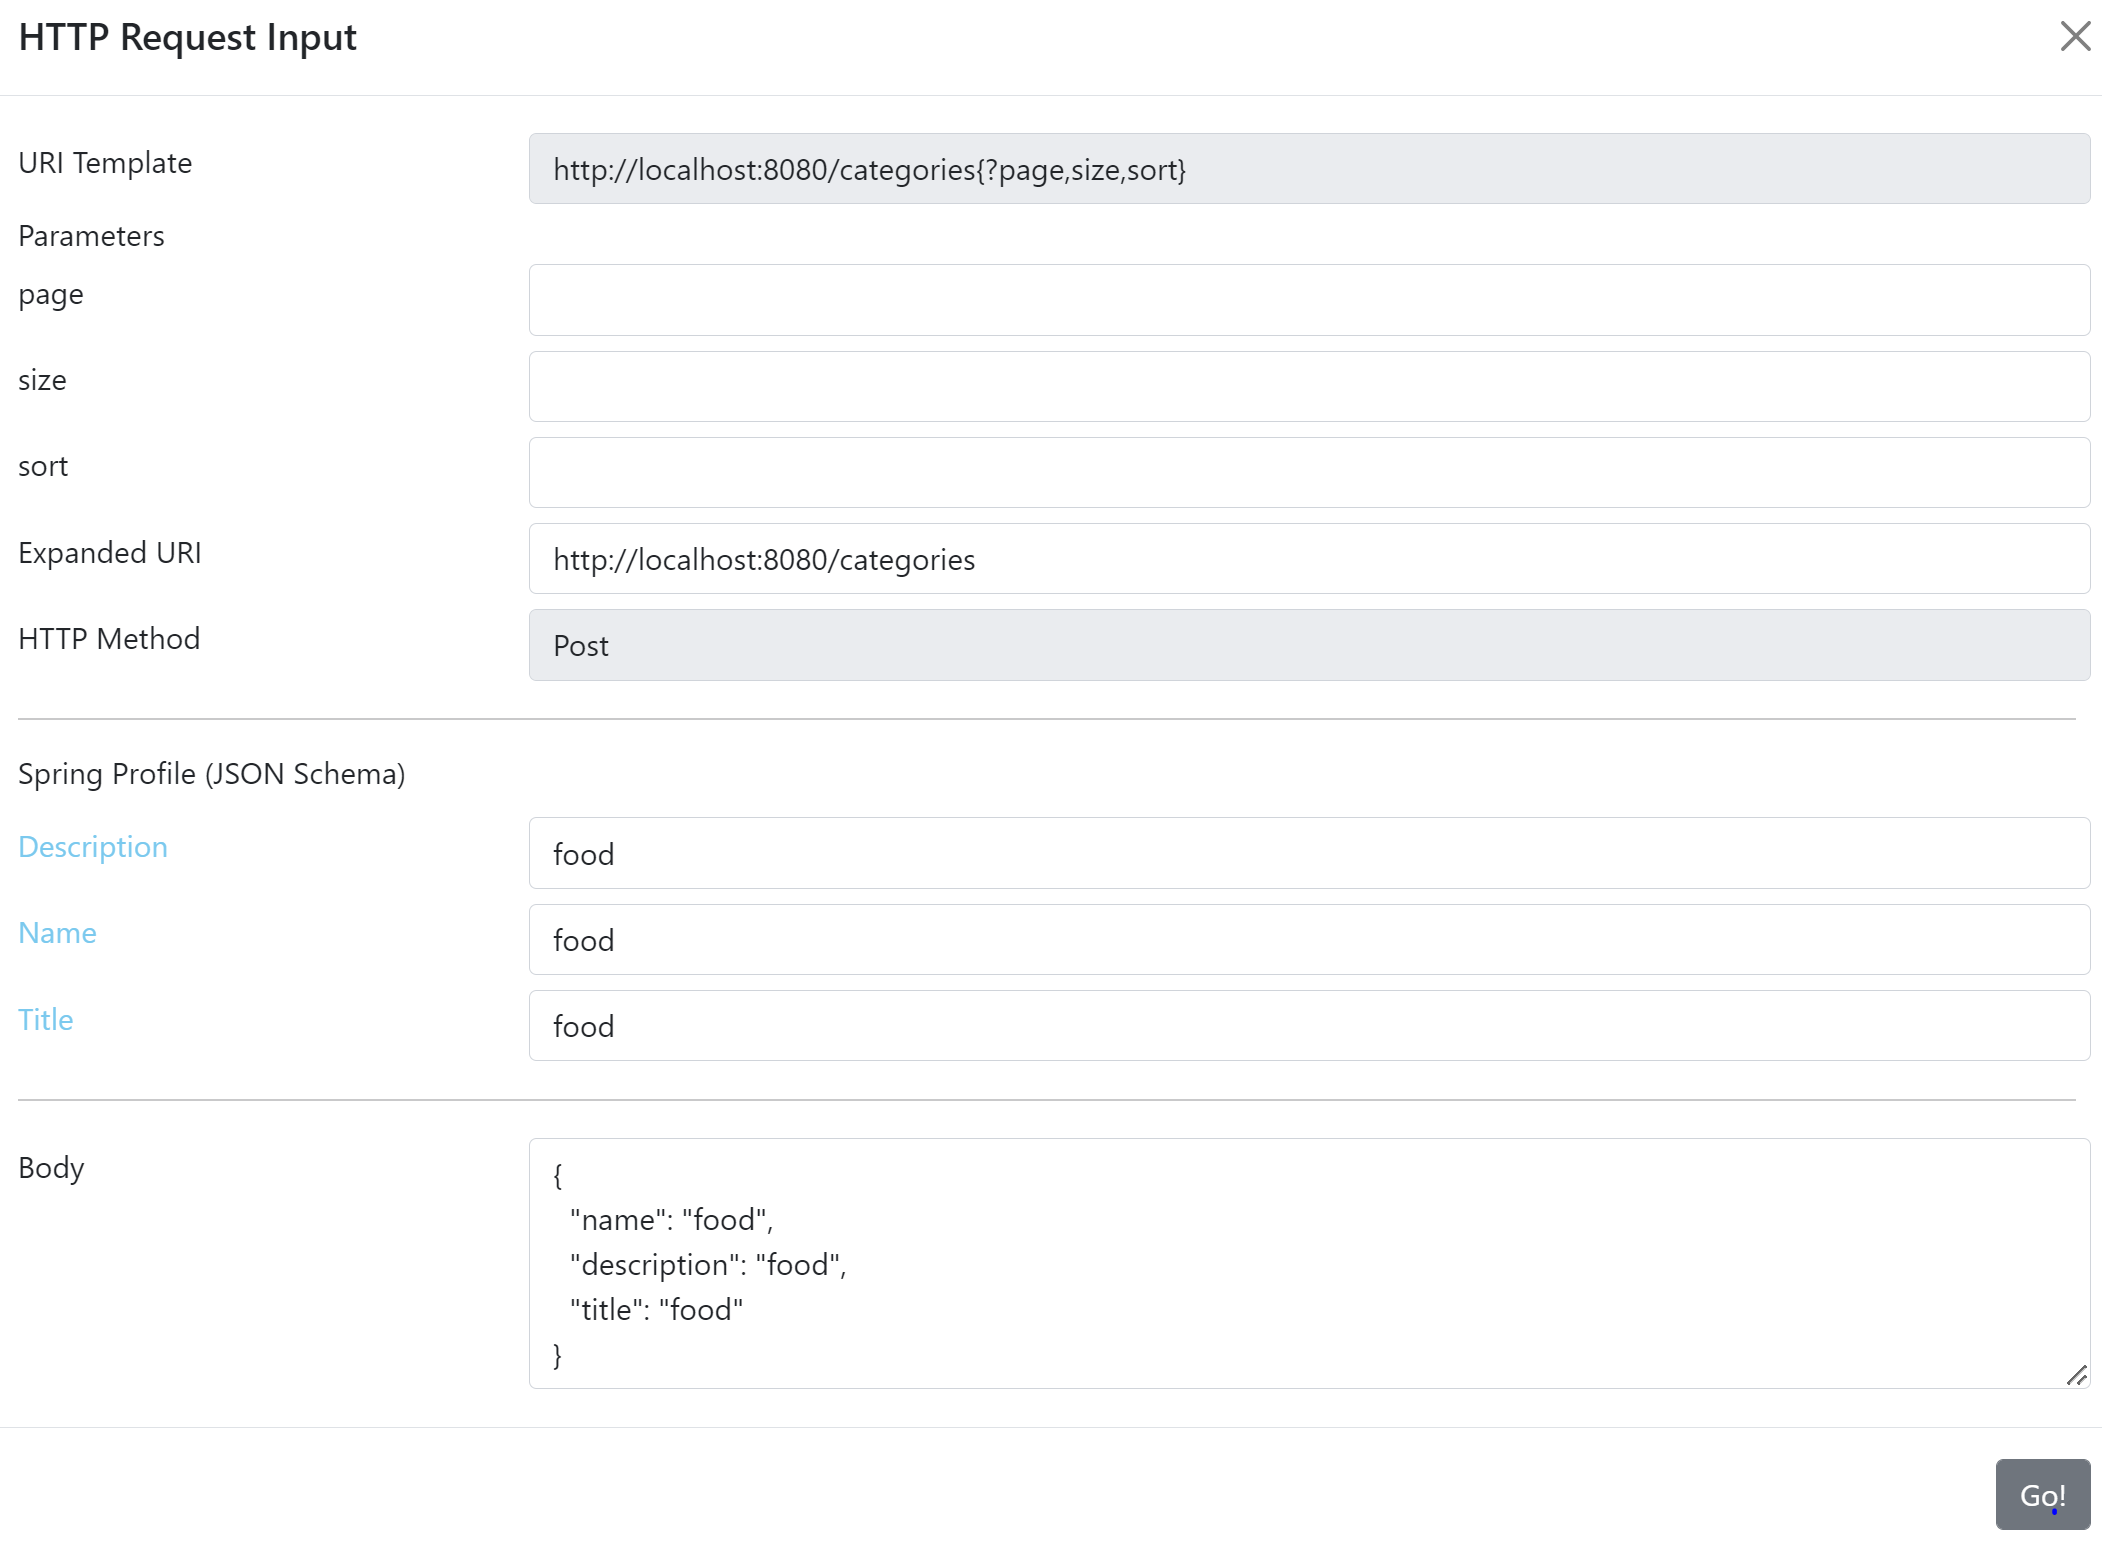 HTTP Request Input
URI Template
http://localhost:8080/categories{?page,size,sort}
Parameters
page
size
sort
Expanded URI
http://localhost:8080/categories
HTTP Method
Post
Spring Profile (JSON Schema)
Description
food
Name
food
Title
food
Body
{
  "name": "food",
  "description": "food",
  "title": "food"
}
Go!